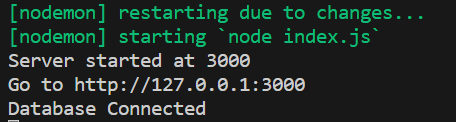 [nodemon] restarting due to changes...
[nodemon] starting `node index.js`
Server started at 3000
Go to http://127.0.0.1:3000
Database Connected